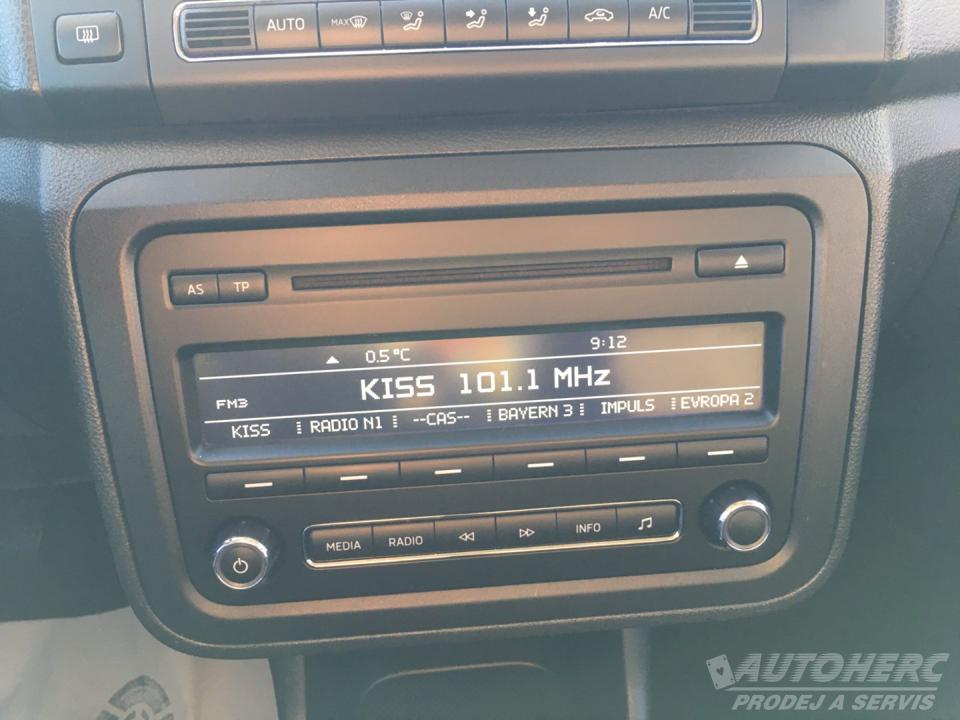 AUTO MAX A/C
AS TP
0.5°C 9:12
KISS 101.1 MHz
FM3
KISS RADIO N1 --CAS-- BAYERN 3 IMPULS EVROPA 2
MEDIA RADIO INFO
AUTOHERC
PRODEJ A SERVIS